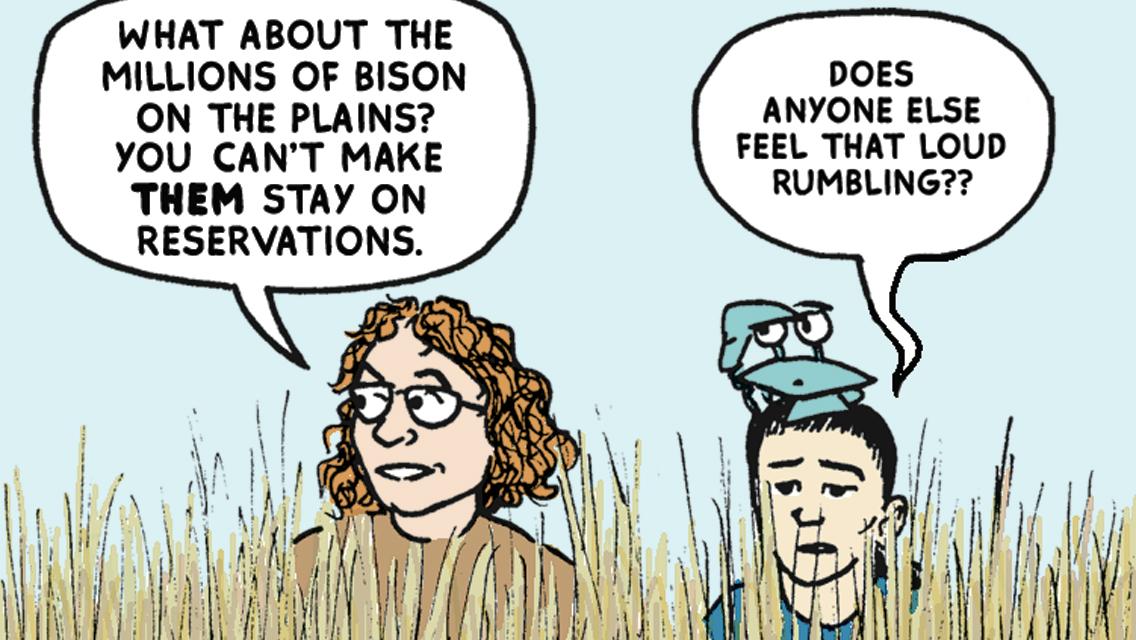 WHAT ABOUT THE
MILLIONS OF BISON
ON THE PLAINS?
YOU CAN'T MAKE
THEM STAY ON
RESERVATIONS.
DOES
ANYONE ELSE
FEEL THAT LOUD
RUMBLING??